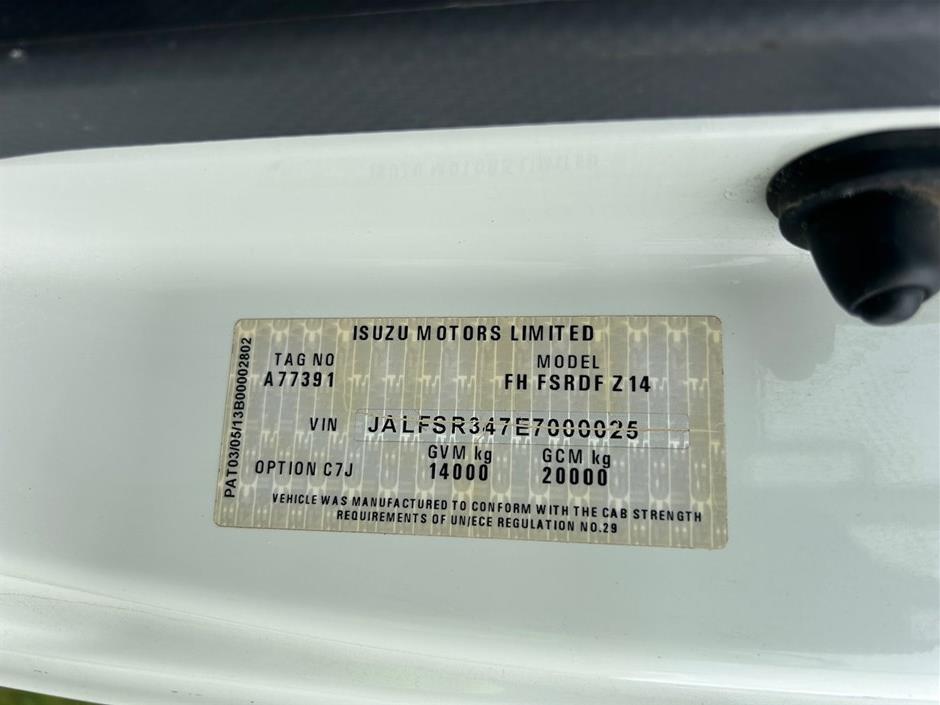 ISUZU MOTORS LIMITED
TAG NO
A77391
MODEL
FH FSRDF Z14
VIN JALFSR347E7000025
OPTION C7J
GVM kg
14000
GCM kg
20000
VEHICLE WAS MANUFACTURED TO CONFORM WITH THE CAB STRENGTH
REQUIREMENTS OF UN/ECE REGULATION NO.29
PAT03/05/13B00002802